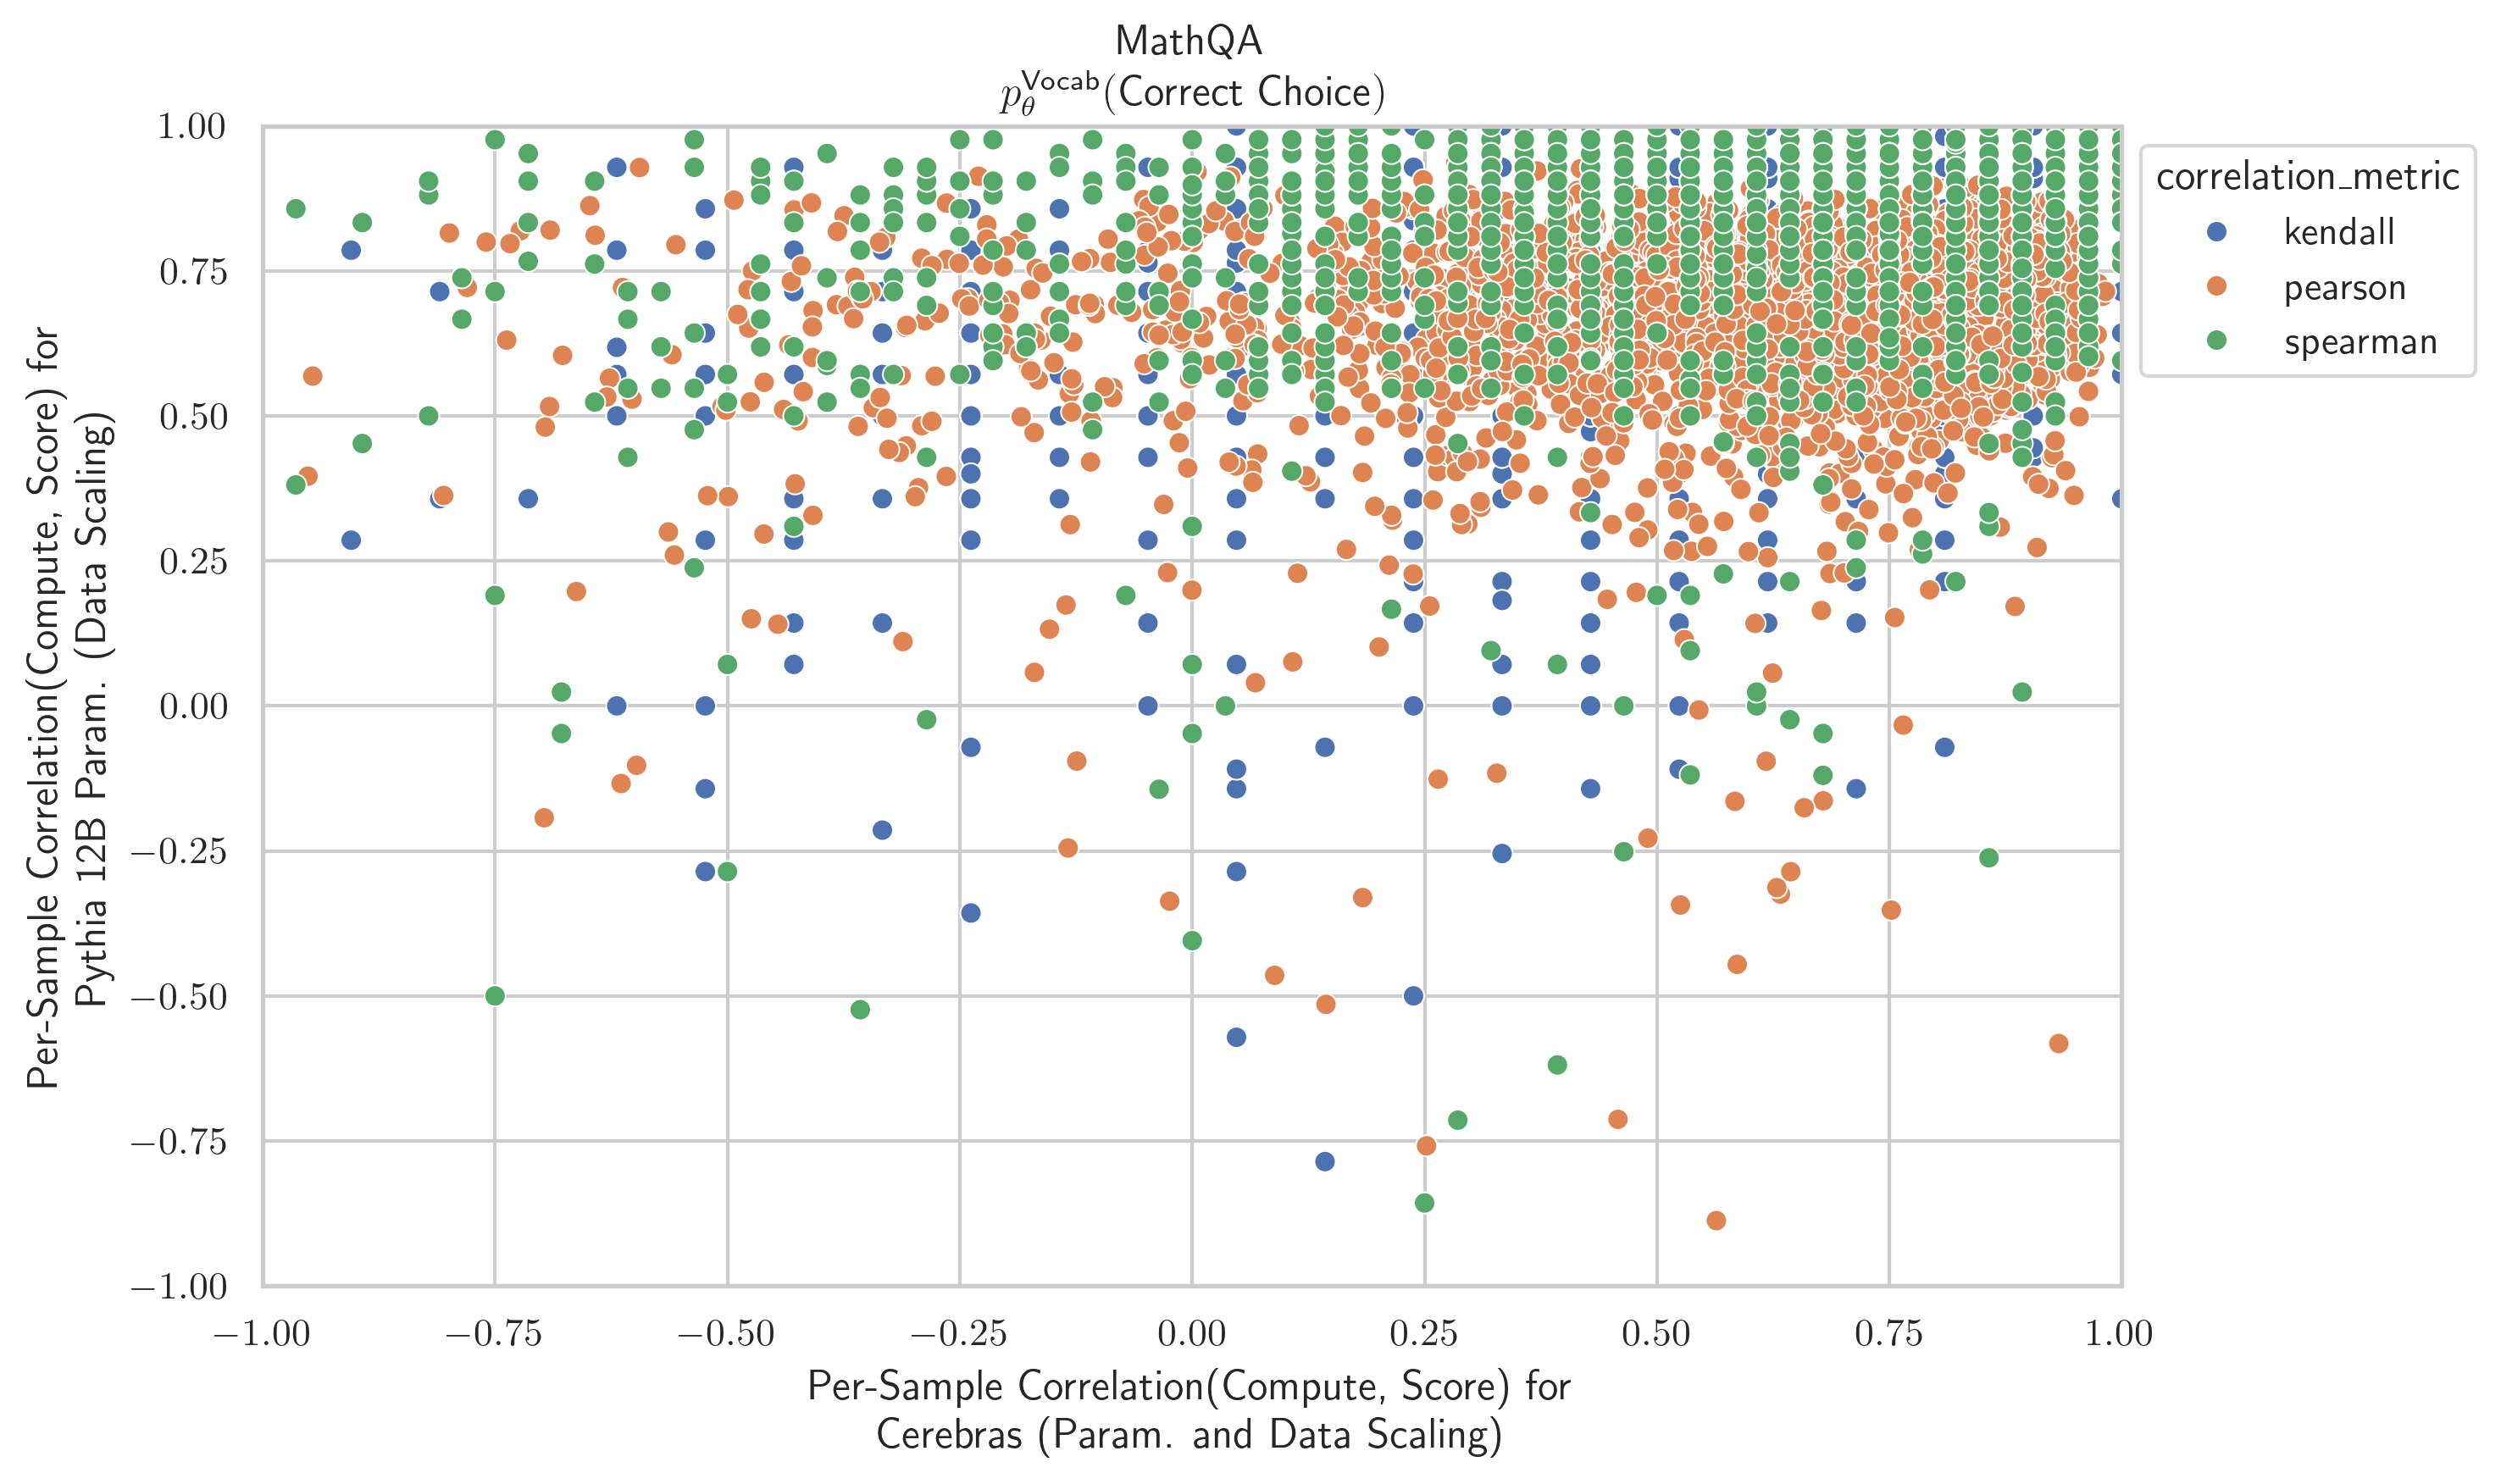 MathQA
p_θ^Vocab(Correct Choice)
Per-Sample Correlation(Compute, Score) for
Pythia 12B Param. (Data Scaling)
1.00
0.75
0.50
0.25
0.00
−0.25
−0.50
−0.75
−1.00
−1.00 −0.75 −0.50 −0.25 0.00 0.25 0.50 0.75 1.00
Per-Sample Correlation(Compute, Score) for
Cerebras (Param. and Data Scaling)
correlation_metric
kendall
pearson
spearman